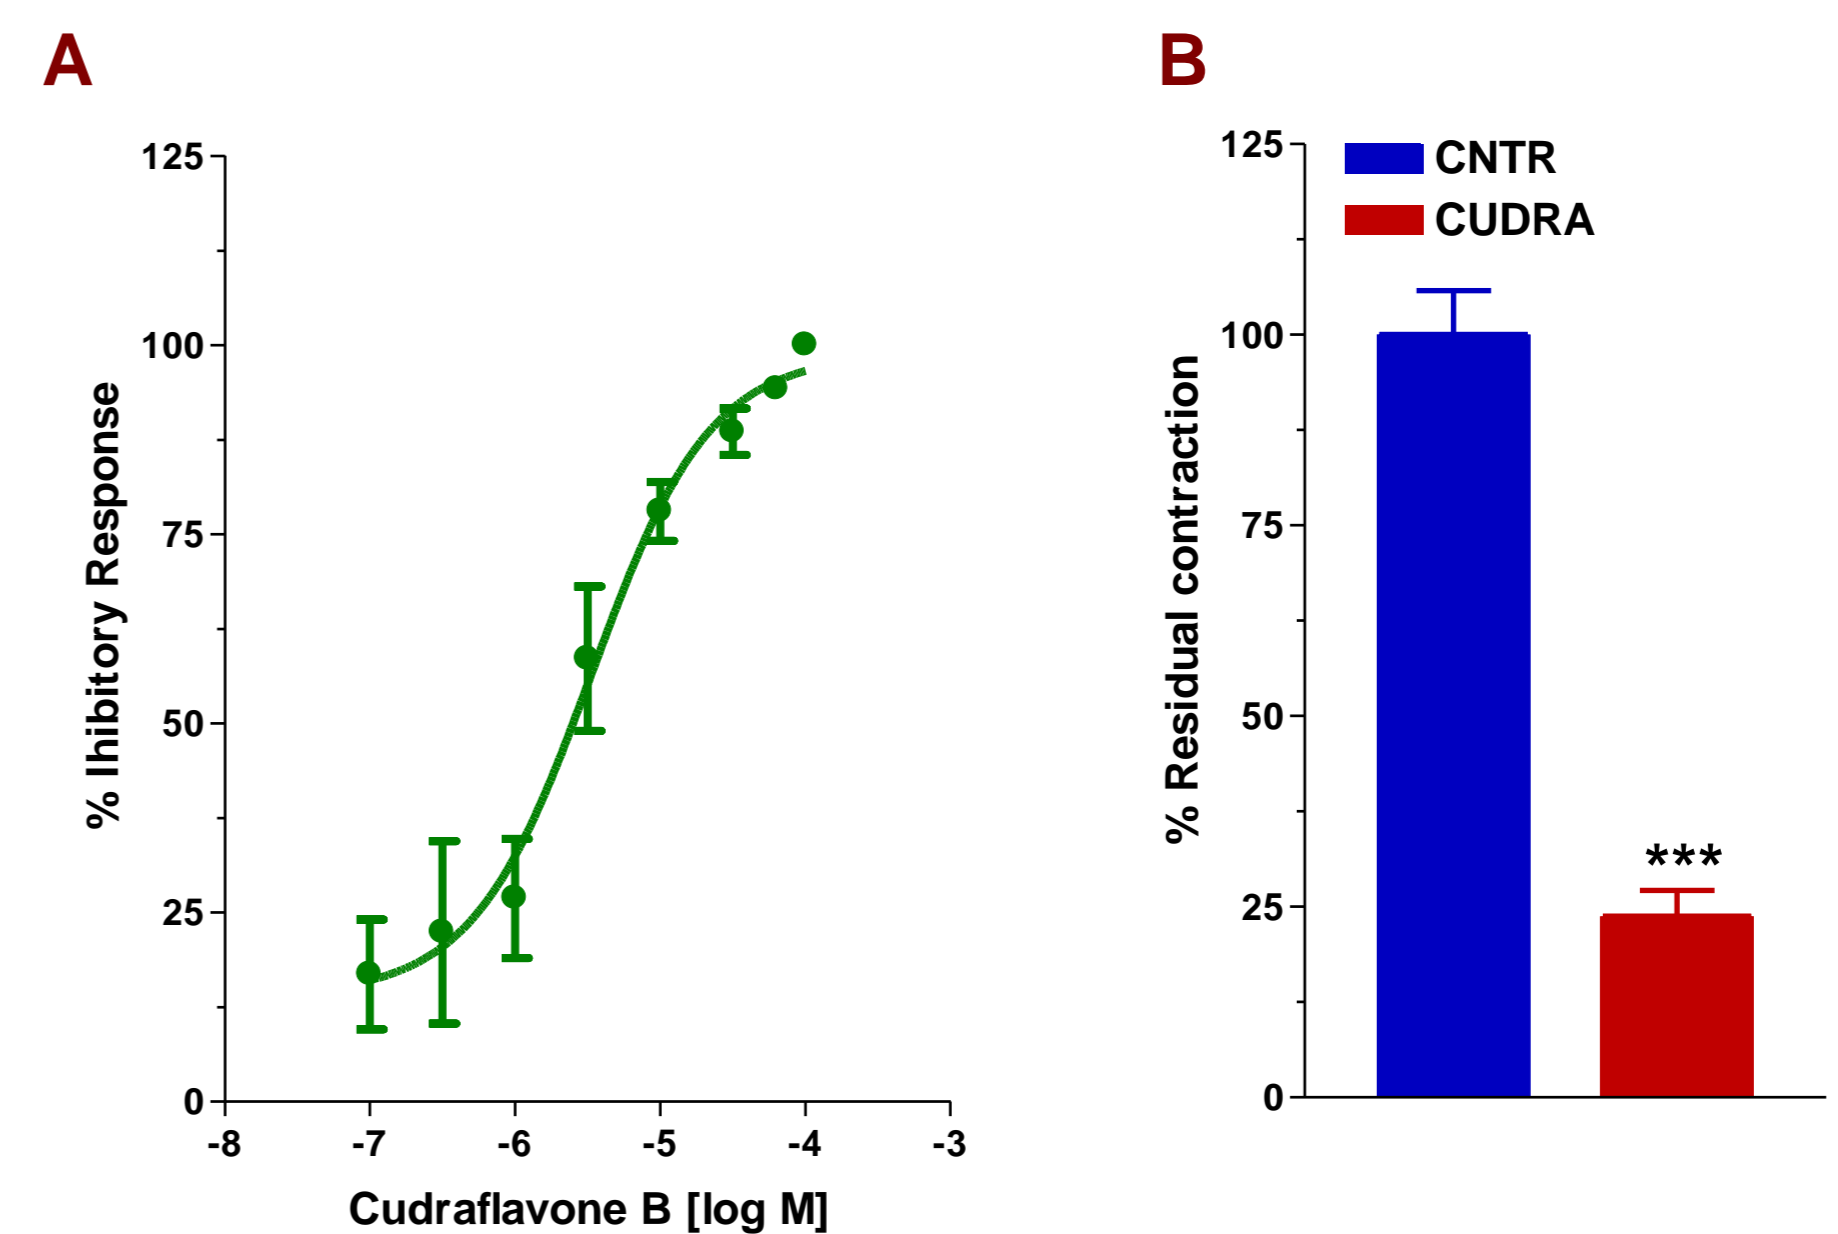 A
125
100
75
50
25
0
-8 -7 -6 -5 -4 -3
% Ihibitory Response
Cudraflavone B [log M]
B
125
100
75
50
25
0
% Residual contraction
CNTR
CUDRA
***